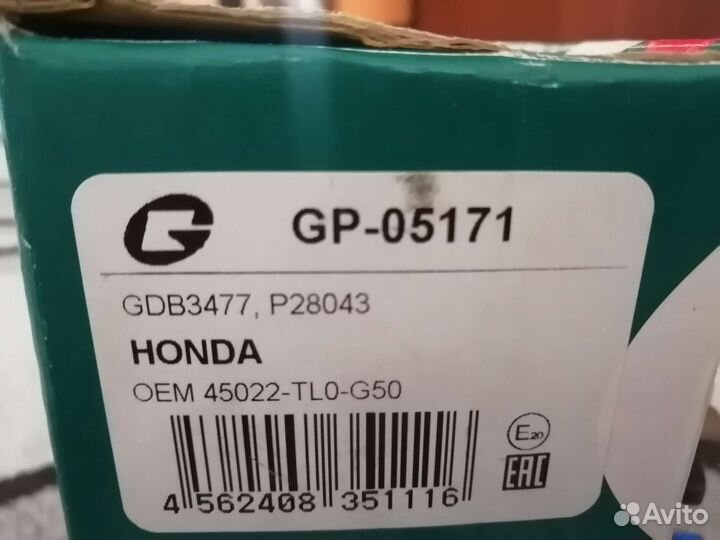 GP-05171
GDB3477, P28043
HONDA
OEM 45022-TL0-G50
E20
EAC
4 562408 351116
Avito